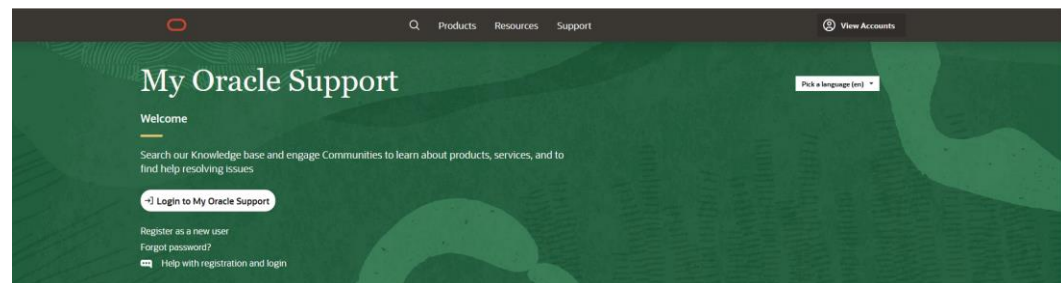 Products Resources Support View Accounts
My Oracle Support
Pick a language (en)
Welcome
Search our Knowledge base and engage Communities to learn about products, services, and to
find help resolving issues
Login to My Oracle Support
Register as a new user
Forgot password?
Help with registration and login